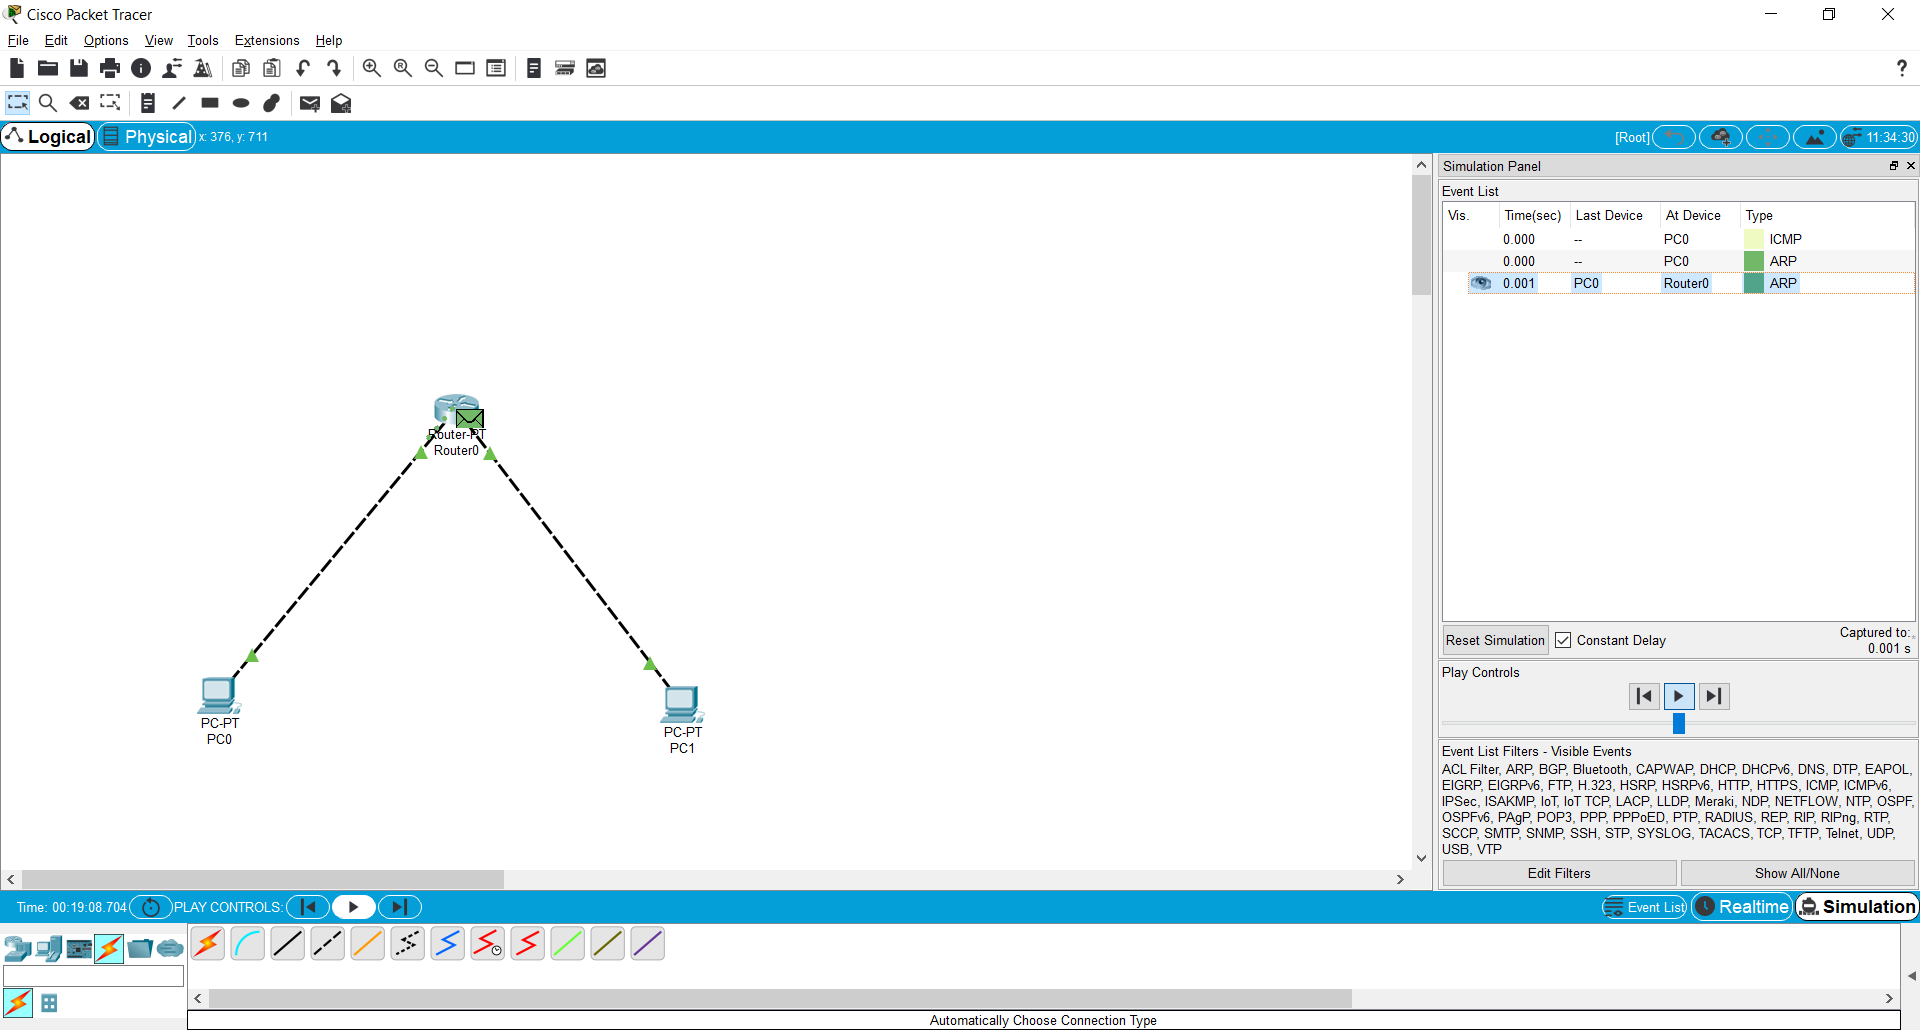 Cisco Packet Tracer
File Edit Options View Tools Extensions Help
?
Logical Physical x: 376, y: 711 [Root] 11:34:30
Simulation Panel
Event List
Vis. Time(sec) Last Device At Device Type
0.000 -- PC0 ICMP
0.000 -- PC0 ARP
0.001 PC0 Router0 ARP
Router-PT
Router0
PC-PT
PC0
PC-PT
PC1
Reset Simulation Constant Delay Captured to:
0.001 s
Play Controls
Event List Filters - Visible Events
ACL Filter, ARP, BGP, Bluetooth, CAPWAP, DHCP, DHCPv6, DNS, DTP, EAPOL,
EIGRP, EIGRPv6, FTP, H.323, HSRP, HSRPv6, HTTP, HTTPS, ICMP, ICMPv6,
IPSec, ISAKMP, IoT, IoT TCP, LACP, LLDP, Meraki, NDP, NETFLOW, NTP, OSPF,
OSPFv6, PAgP, POP3, PPP, PPPoED, PTP, RADIUS, REP, RIP, RIPng, RTP,
SCCP, SMTP, SNMP, SSH, STP, SYSLOG, TACACS, TCP, TFTP, Telnet, UDP,
USB, VTP
Edit Filters Show All/None
Time: 00:19:08.704 PLAY CONTROLS: Event List Realtime Simulation
Automatically Choose Connection Type